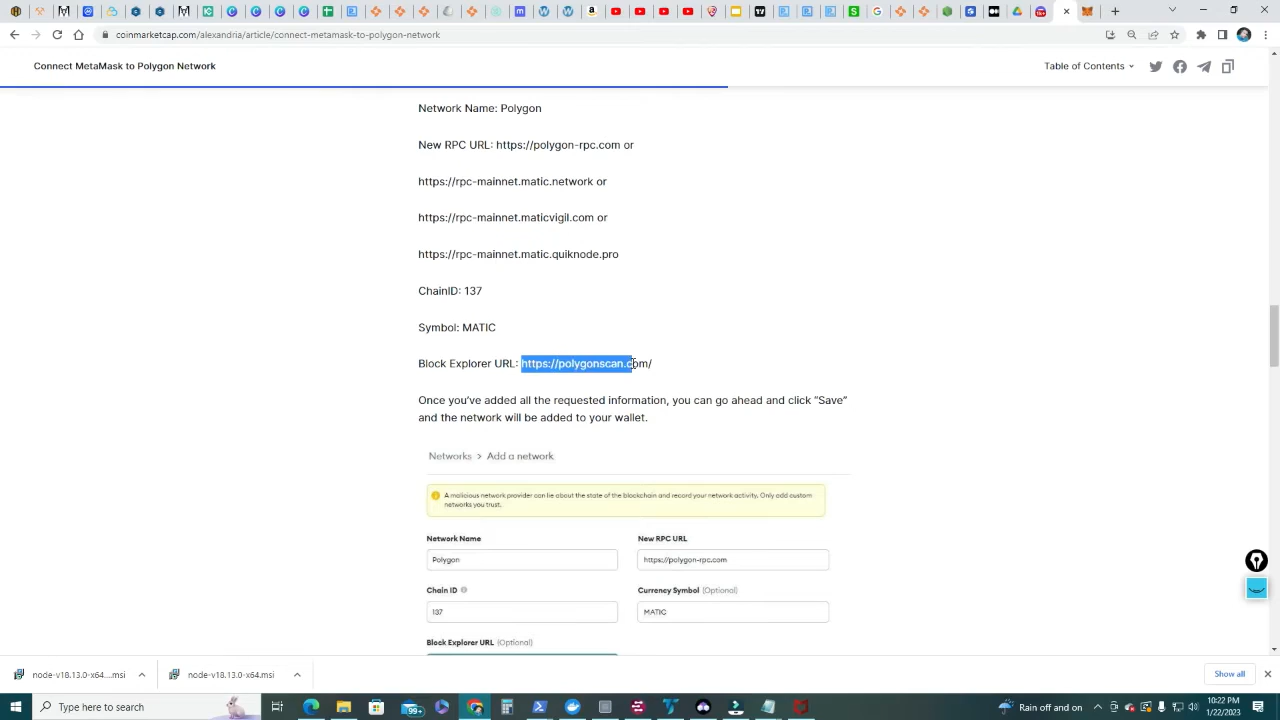 coinmarketcap.com/alexandria/article/connect-metamask-to-polygon-network
Connect MetaMask to Polygon Network
Table of Contents
Network Name: Polygon
New RPC URL: https://polygon-rpc.com or
https://rpc-mainnet.matic.network or
https://rpc-mainnet.maticvigil.com or
https://rpc-mainnet.matic.quiknode.pro
ChainID: 137
Symbol: MATIC
Block Explorer URL: https://polygonscan.com/
Once you’ve added all the requested information, you can go ahead and click “Save”
and the network will be added to your wallet.
Networks > Add a network
A malicious network provider can lie about the state of the blockchain and record your network activity. Only add custom
networks you trust.
Network Name
New RPC URL
Polygon
https://polygon-rpc.com
Chain ID
Currency Symbol (Optional)
137
MATIC
Block Explorer URL (Optional)
node-v18.13.0-x64....msi
node-v18.13.0-x64.msi
Show all
Type here to search
99+
Rain off and on
10:22 PM
1/22/2023